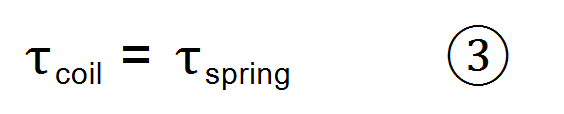 τcoil = τspring ③